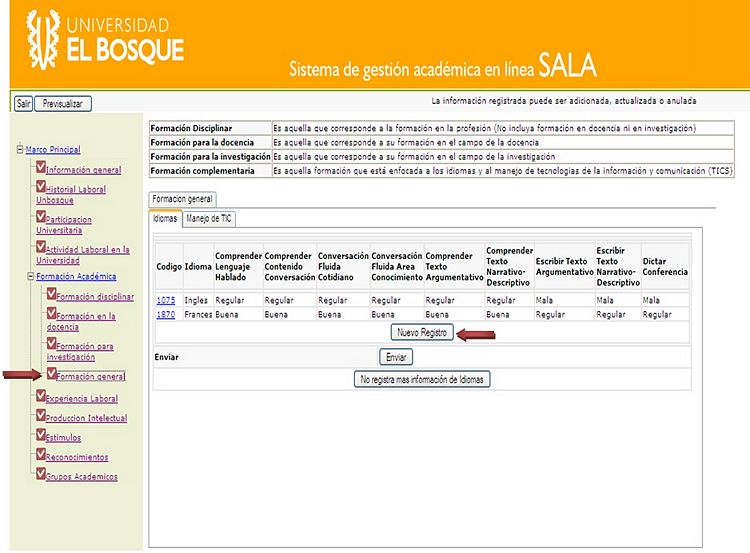 UNIVERSIDAD
EL BOSQUE
Sistema de gestión académica en línea SALA
Salir Previsualizar
La información registrada puede ser adicionada, actualizada o anulada
Formación Disciplinar Es aquella que corresponde a la formación en la profesión (No incluya formación en docencia ni en investigación)
Formación para la docencia Es aquella que corresponde a su formación en el campo de la docencia
Formación para la investigación Es aquella que corresponde a su formación en el campo de la investigación
Formación complementaria Es aquella formación que está enfocada a los idiomas y al manejo de tecnologías de la información y comunicación (TICS)
Marco Principal
Información general
Historial Laboral
Unbosque
Participacion
Universitaria
Actividad Laboral en la
Universidad
Formación Académica
Formación disciplinar
Formación en la
docencia
Formación para
investigación
Formación general
Experiencia Laboral
Produccion Intelectual
Estimulos
Reconocimientos
Grupos Academicos
Formacion general
Idiomas Manejo de TIC
Codigo Idioma Comprender Lenguaje Hablado Comprender Contenido Conversación Conversación Fluida Cotidiano Conversación Fluida Area Conocimiento Comprender Texto Argumentativo Comprender Texto Narrativo-Descriptivo Escribir Texto Argumentativo Escribir Texto Narrativo-Descriptivo Dictar Conferencia
1075 Ingles Regular Regular Regular Regular Regular Regular Mala Mala Mala
1870 Frances Buena Buena Buena Buena Buena Buena Regular Regular Regular
Nuevo Registro
Enviar Enviar
No registra mas información de Idiomas